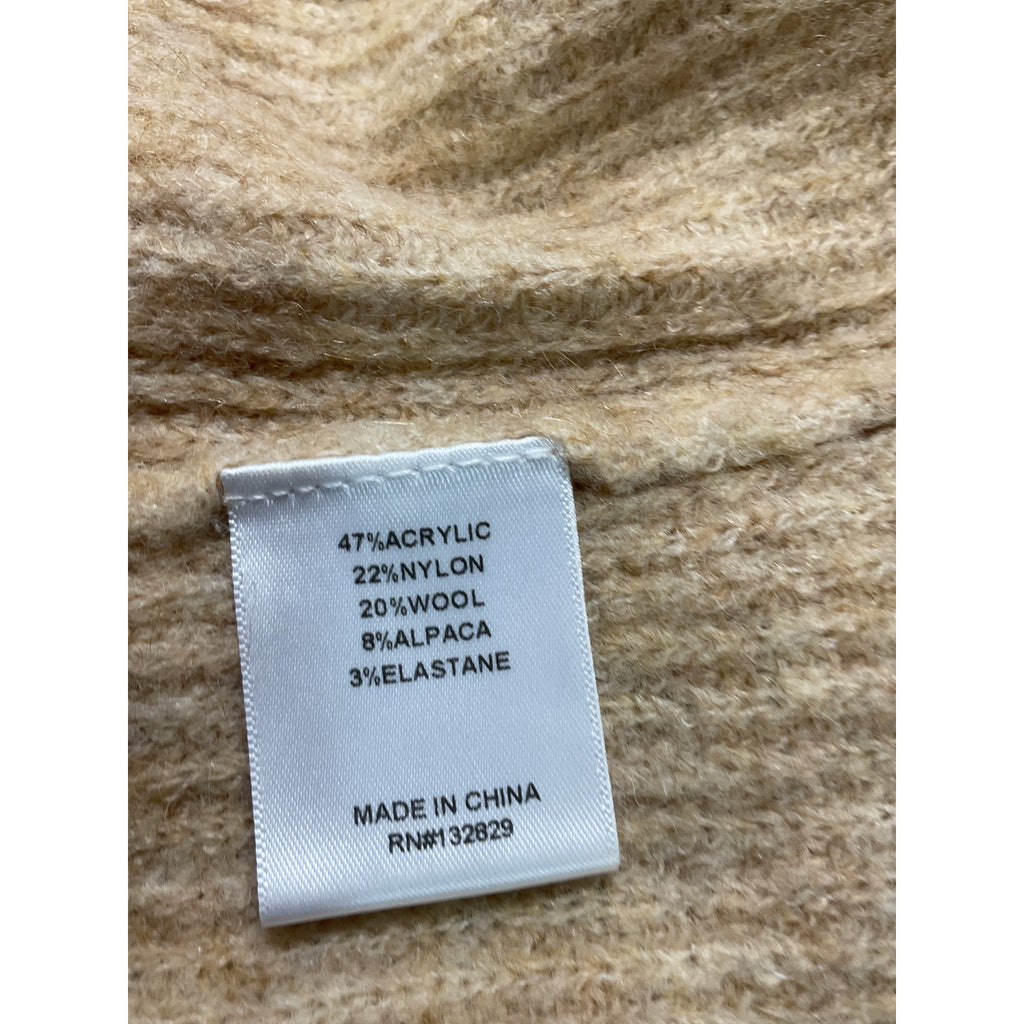 47%ACRYLIC
22%NYLON
20%WOOL
8%ALPACA
3%ELASTANE
MADE IN CHINA
RN#132829